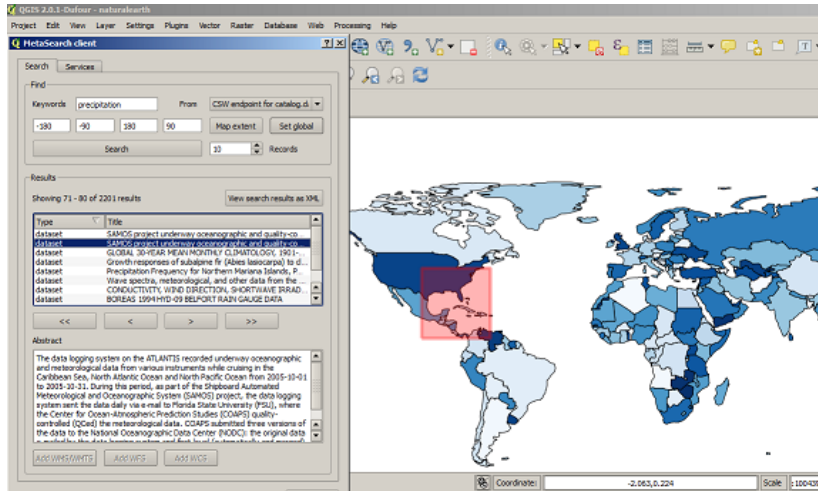 QGIS 2.0.1-Dufour - naturalearth
Project Edit View Layer Settings Plugins Vector Raster Database Web Processing Help
MetaSearch client
Search Services
Find
Keywords precipitation From CSW endpoint for catalog.d.
-180 -90 180 90 Map extent Set global
Search 10 Records
Results
Showing 71 - 80 of 2201 results View search results as XML
Type Title
dataset SAMOS project underway oceanographic and quality-co...
dataset SAMOS project underway oceanographic and quality-co...
dataset GLOBAL 30-YEAR MEAN MONTHLY CLIMATOLOGY, 1901-...
dataset Growth responses of subalpine fir (Abies lasiocarpa) to d...
dataset Precipitation Frequency for Northern Mariana Islands, P...
dataset Wave spectra, meteorological, and other data from the ...
dataset CONDUCTIVITY, WIND DIRECTION, SHORTWAVE IRRAD...
dataset BOREAS 1994 HYD-09 BELFORT RAIN GAUGE DATA
<< < > >>
Abstract
The data logging system on the ATLANTIS recorded underway oceanographic
and meteorological data from various instruments while cruising in the
Caribbean Sea, North Atlantic Ocean and North Pacific Ocean from 2005-10-01
to 2005-10-31. During this period, as part of the Shipboard Automated
Meteorological and Oceanographic System (SAMOS) project, the data logging
system sent the data daily via e-mail to Florida State University (FSU), where
the Center for Ocean-Atmospheric Prediction Studies (COAPS) quality-
controlled (QCed) the meteorological data. COAPS submitted three versions of
the data to the National Oceanographic Data Center (NODC): the original data
Add WMS/WMTS Add WFS Add WCS
Coordinate: -2.063,0.224 Scale